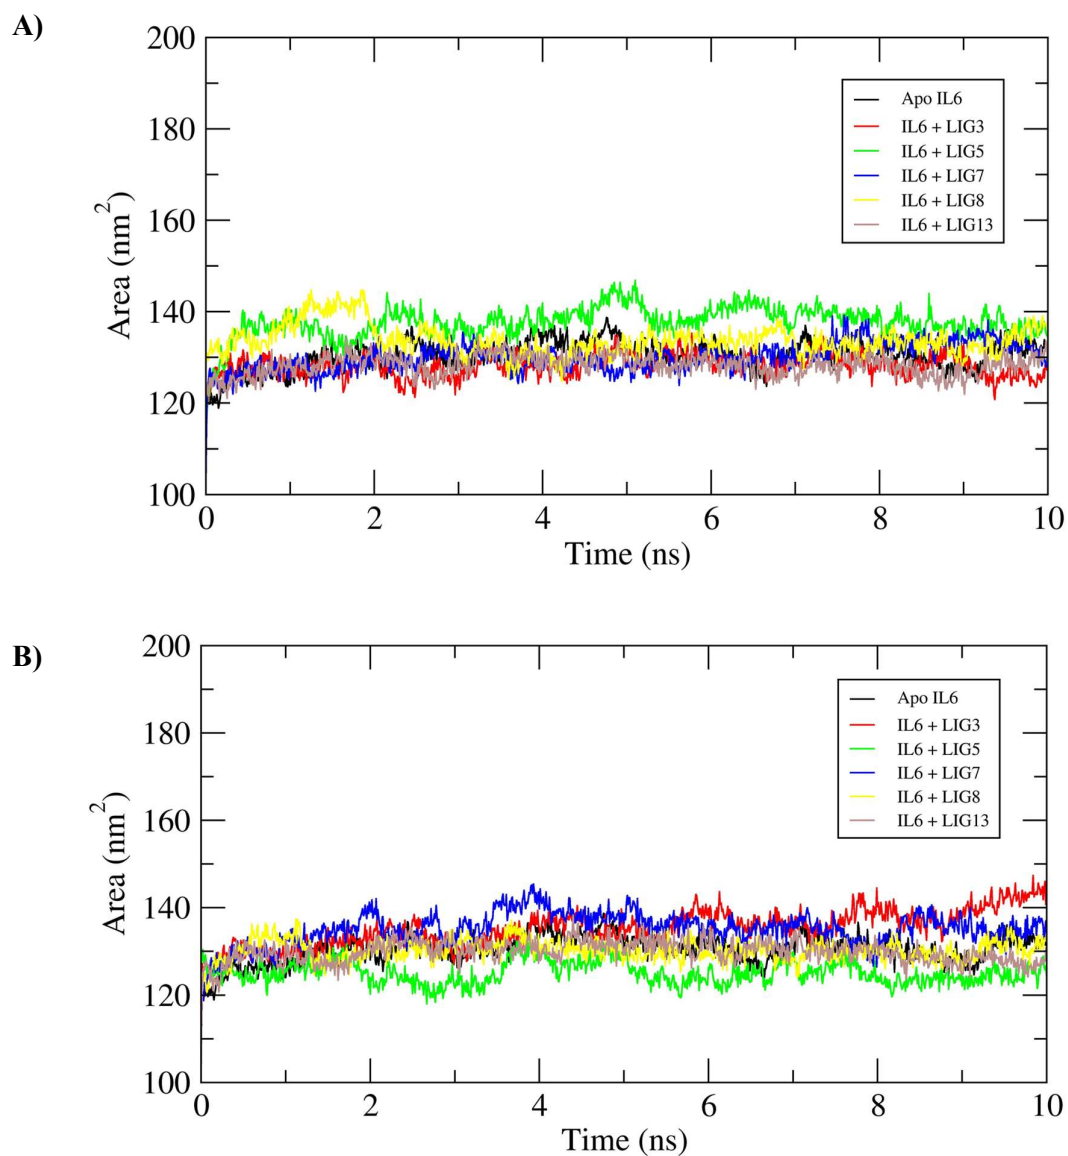 A)
200
180
160
140
120
100
Area (nm²)
Apo IL6
IL6 + LIG3
IL6 + LIG5
IL6 + LIG7
IL6 + LIG8
IL6 + LIG13
0 2 4 6 8 10
Time (ns)
B)
200
180
160
140
120
100
Area (nm²)
Apo IL6
IL6 + LIG3
IL6 + LIG5
IL6 + LIG7
IL6 + LIG8
IL6 + LIG13
0 2 4 6 8 10
Time (ns)